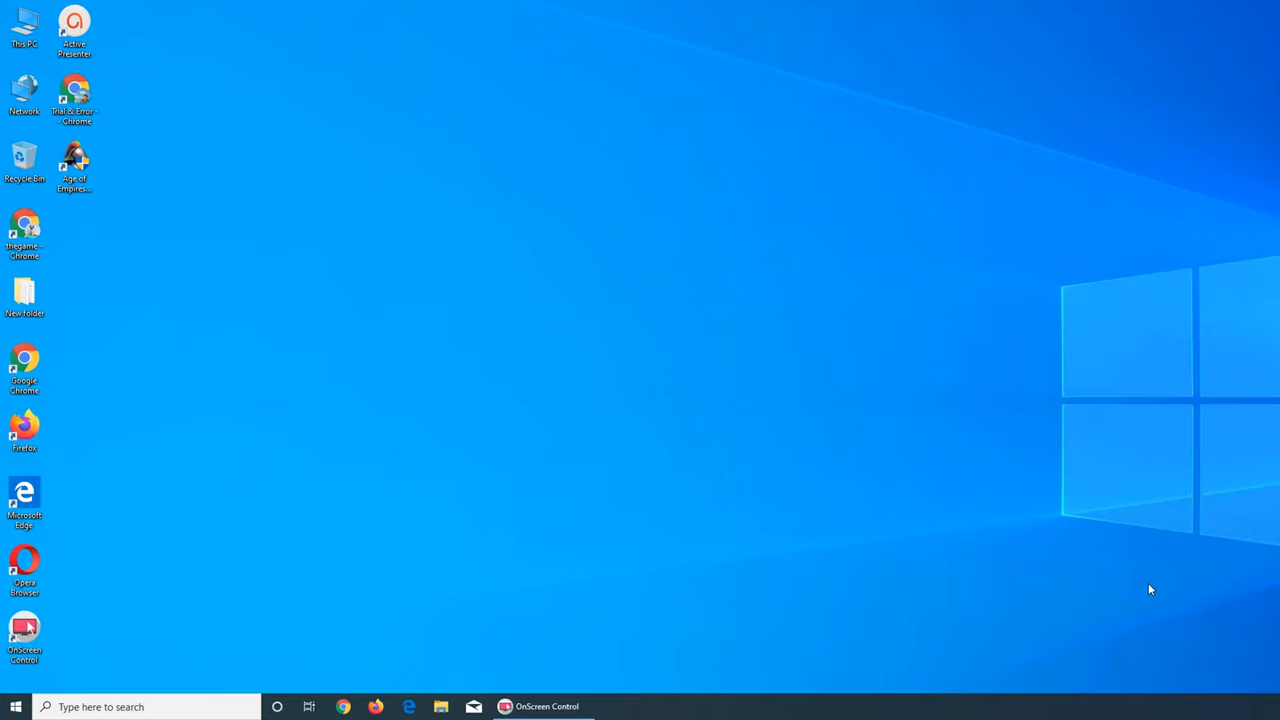 This PC
Active
Presenter
Network
Trial & Error -
- Chrome
Recycle Bin
Age of
Empires...
thegame -
Chrome
New folder
Google
Chrome
Firefox
Microsoft
Edge
Opera
Browser
OnScreen
Control
Type here to search
OnScreen Control